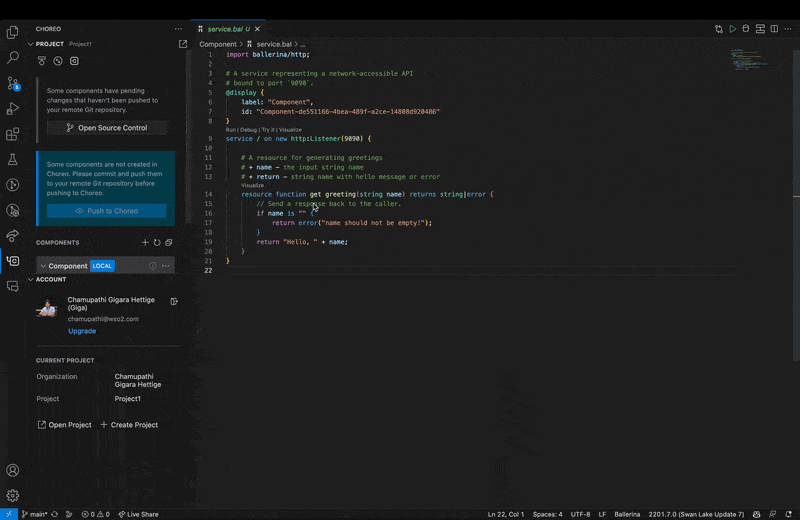 CHOREO
service.bal U
PROJECT Project1
Component > service.bal > ...
Some components have pending
changes that haven't been pushed to
your remote Git repository.
Open Source Control
Some components are not created in
Choreo. Please commit and push them
to your remote Git repository before
pushing to Choreo.
Push to Choreo
COMPONENTS
Component LOCAL
ACCOUNT
Chamupathi Gigara Hettige
(Giga)
chamupathi@wso2.com
Upgrade
CURRENT PROJECT
Organization Chamupathi
Gigara Hettige
Project Project1
Open Project Create Project
1 import ballerina/http;
2
3 # A service representing a network-accessible API
4 # bound to port `9090`.
5 @display {
6 label: "Component",
7 id: "Component-de551166-4bea-489f-a2ce-14808d920486"
8 }
Run | Debug | Try it | Visualize
9 service / on new http:Listener(9090) {
10
11 # A resource for generating greetings
12 # + name - the input string name
13 # + return - string name with hello message or error
Visualize
14 resource function get greeting(string name) returns string|error {
15 // Send a response back to the caller.
16 if name is "" {
17 return error("name should not be empty!");
18 }
19 return "Hello, " + name;
20 }
21 }
22
main* 0 0 Live Share
Ln 22, Col 1 Spaces: 4 UTF-8 LF Ballerina 2201.7.0 (Swan Lake Update 7)